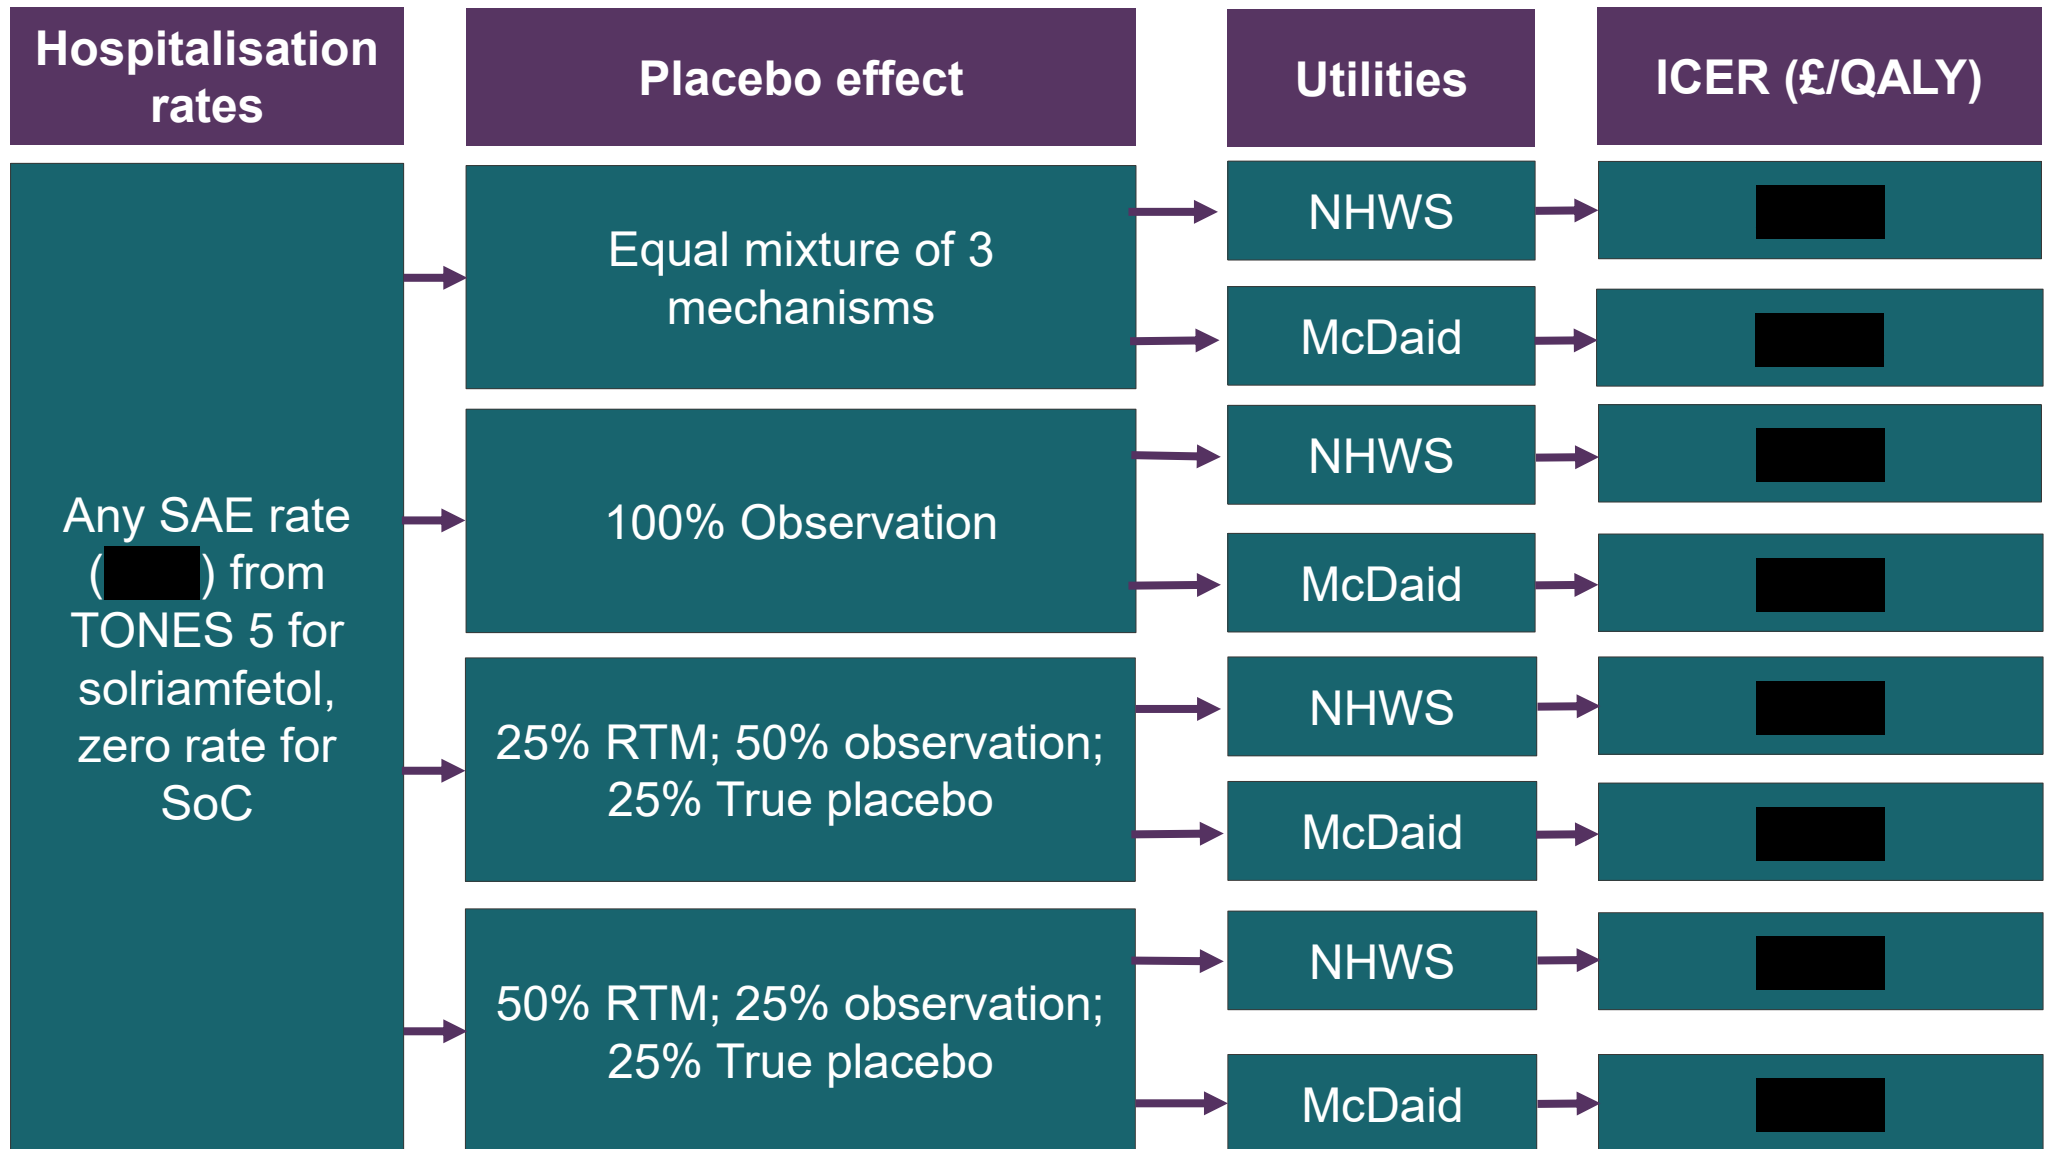 Hospitalisation
rates
Placebo effect
Utilities
ICER (£/QALY)
Any SAE rate
( ) from
TONES 5 for
solriamfetol,
zero rate for
SoC
Equal mixture of 3
mechanisms
NHWS
McDaid
100% Observation
NHWS
McDaid
25% RTM; 50% observation;
25% True placebo
NHWS
McDaid
50% RTM; 25% observation;
25% True placebo
NHWS
McDaid